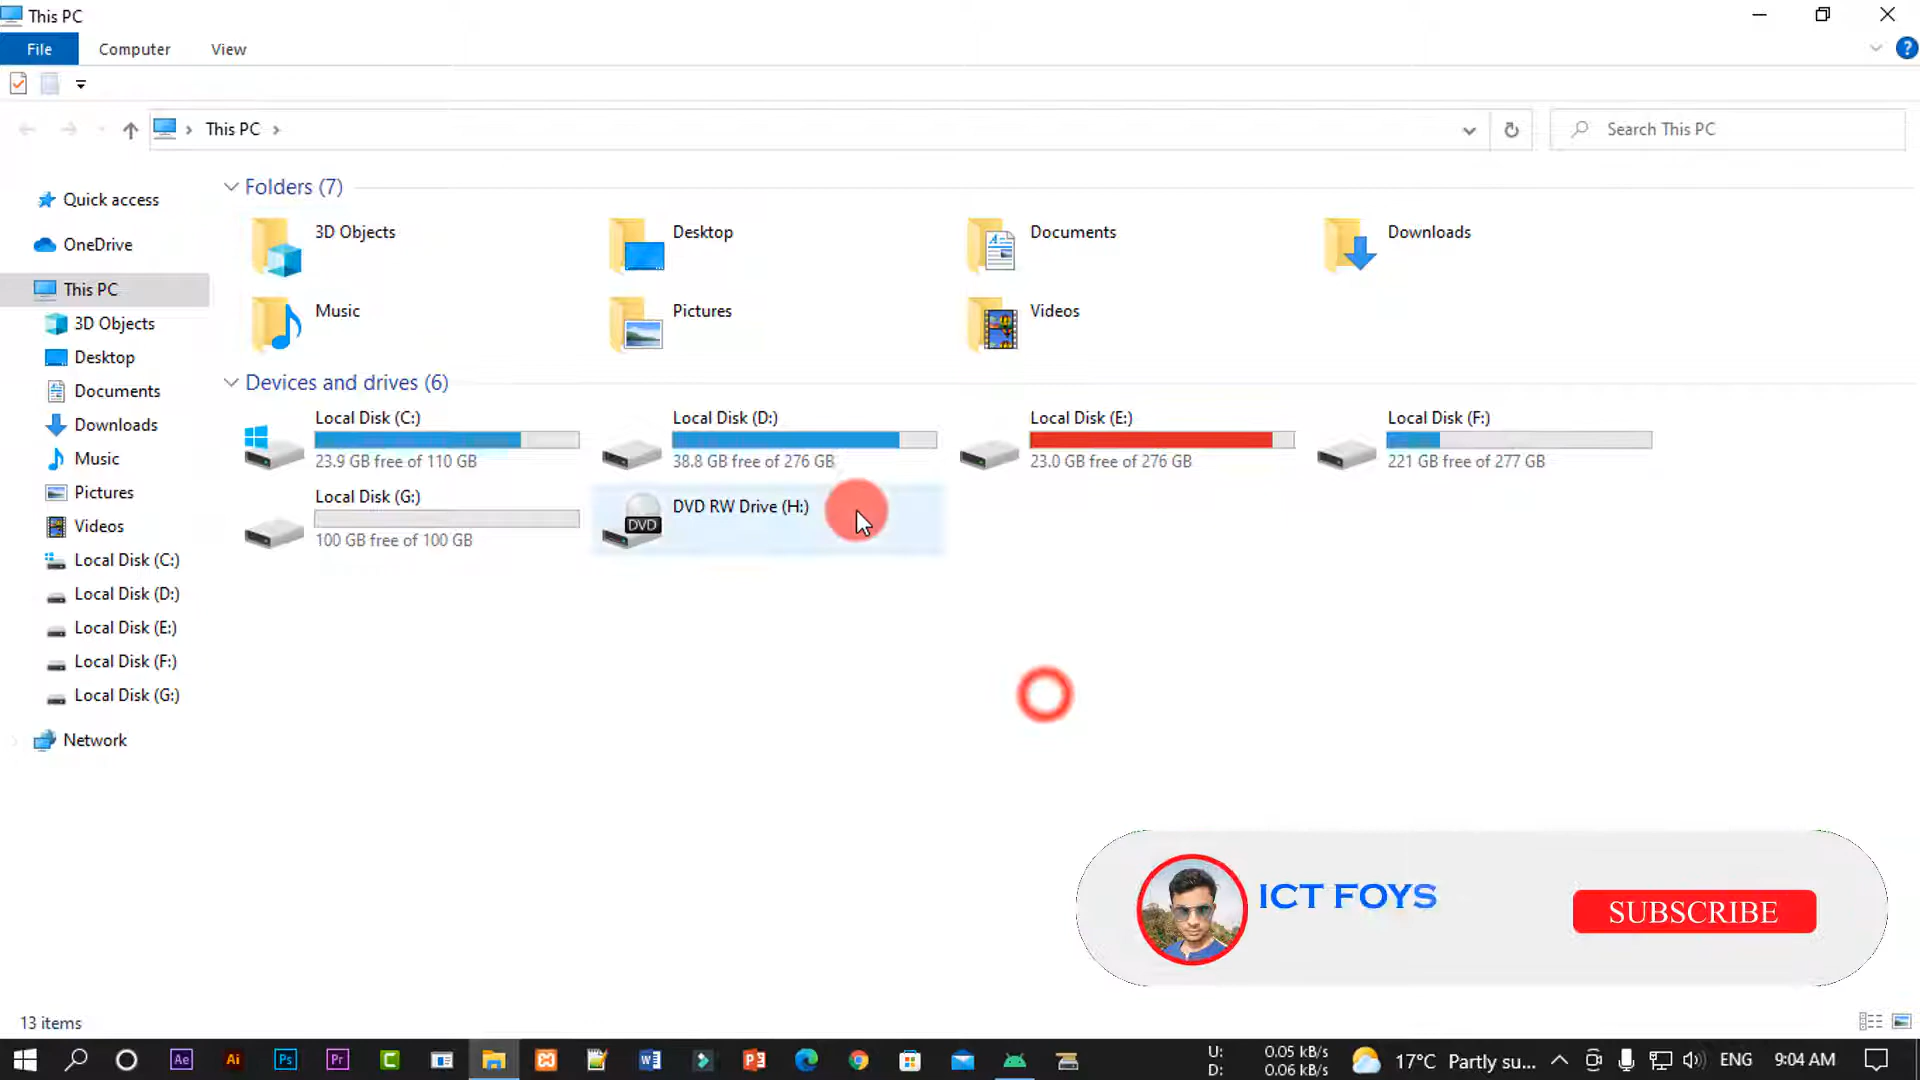 This PC
File Computer View
This PC
Search This PC
Quick access
OneDrive
This PC
3D Objects
Desktop
Documents
Downloads
Music
Pictures
Videos
Local Disk (C:)
Local Disk (D:)
Local Disk (E:)
Local Disk (F:)
Local Disk (G:)
Network
Folders (7)
3D Objects
Desktop
Documents
Downloads
Music
Pictures
Videos
Devices and drives (6)
Local Disk (C:)
23.9 GB free of 110 GB
Local Disk (D:)
38.8 GB free of 276 GB
Local Disk (E:)
23.0 GB free of 276 GB
Local Disk (F:)
221 GB free of 277 GB
Local Disk (G:)
100 GB free of 100 GB
DVD RW Drive (H:)
DVD
ICT FOYS
SUBSCRIBE
13 items
Ae Ai Ps Pr
U: 0.05 kB/s
D: 0.06 kB/s
17°C Partly su...
ENG
9:04 AM